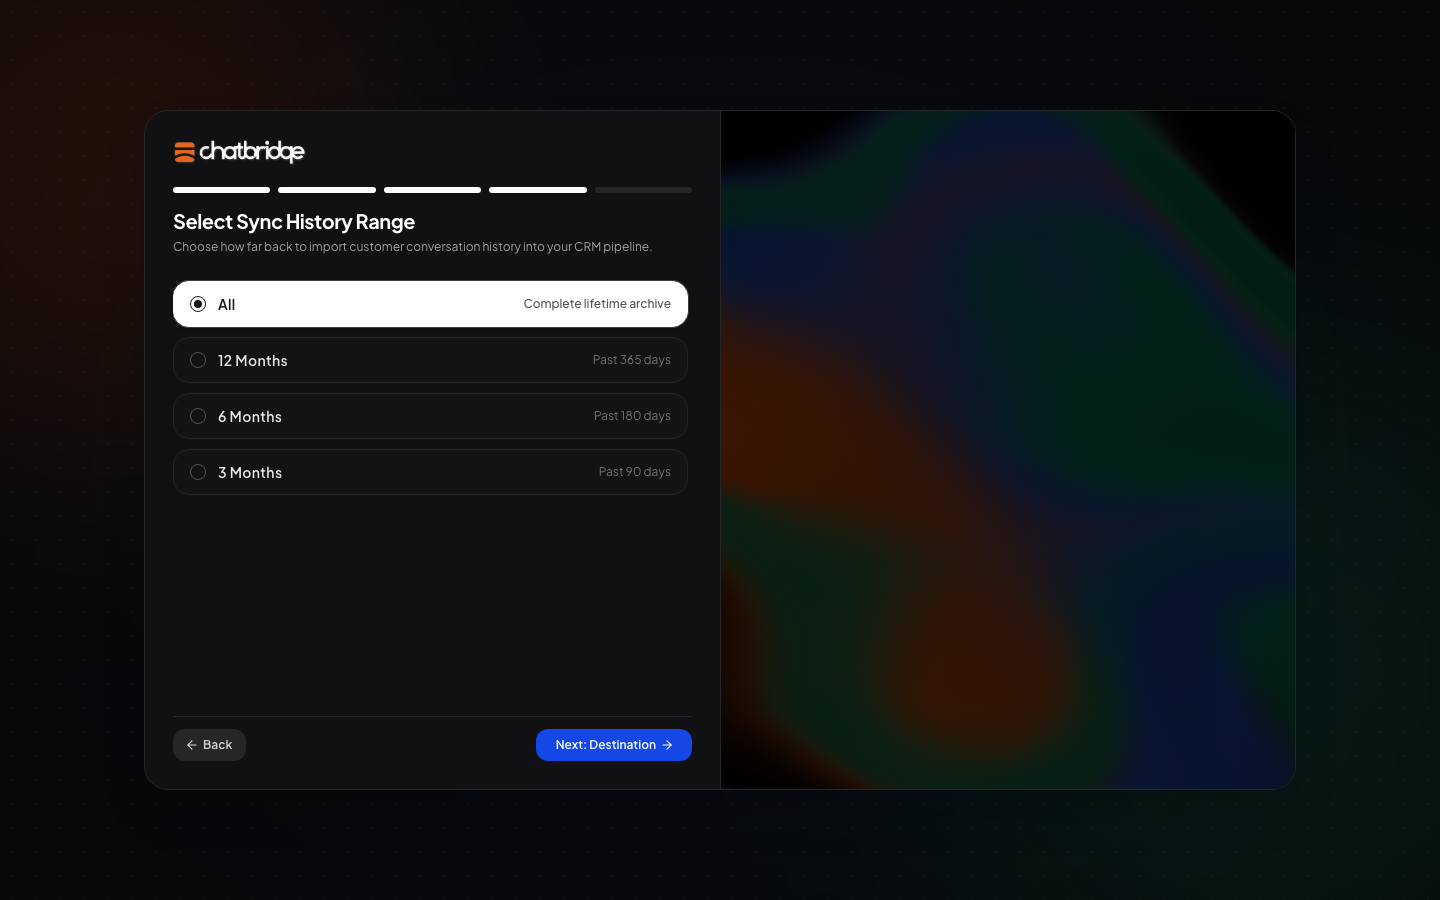 chatbridge
Select Sync History Range
Choose how far back to import customer conversation history into your CRM pipeline.
All Complete lifetime archive
12 Months Past 365 days
6 Months Past 180 days
3 Months Past 90 days
← Back Next: Destination →